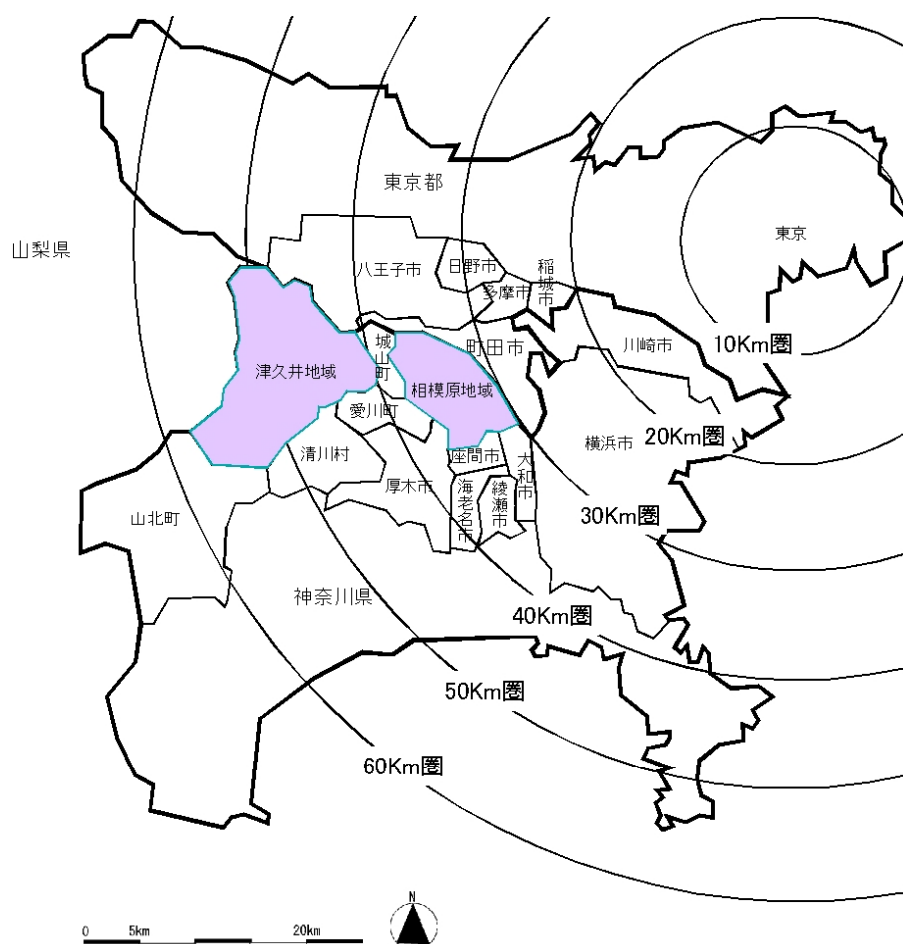 東京都
山梨県
東京
八王子市
日野市
稲城市
多摩市
城山町
町田市
川崎市
10Km圏
津久井地域
相模原地域
愛川町
20Km圏
横浜市
清川村
座間市
大和市
厚木市
海老名市
綾瀬市
山北町
30Km圏
神奈川県
40Km圏
50Km圏
60Km圏
N
0 5km 20km